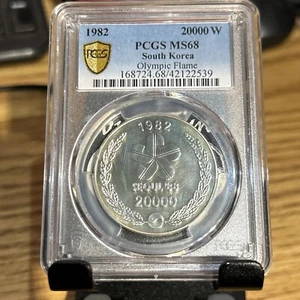 1982 20000 W
PCGS MS68
South Korea
Olympic Flame
168724.68/42122539
PCGS
1982
SEOUL'88
20000